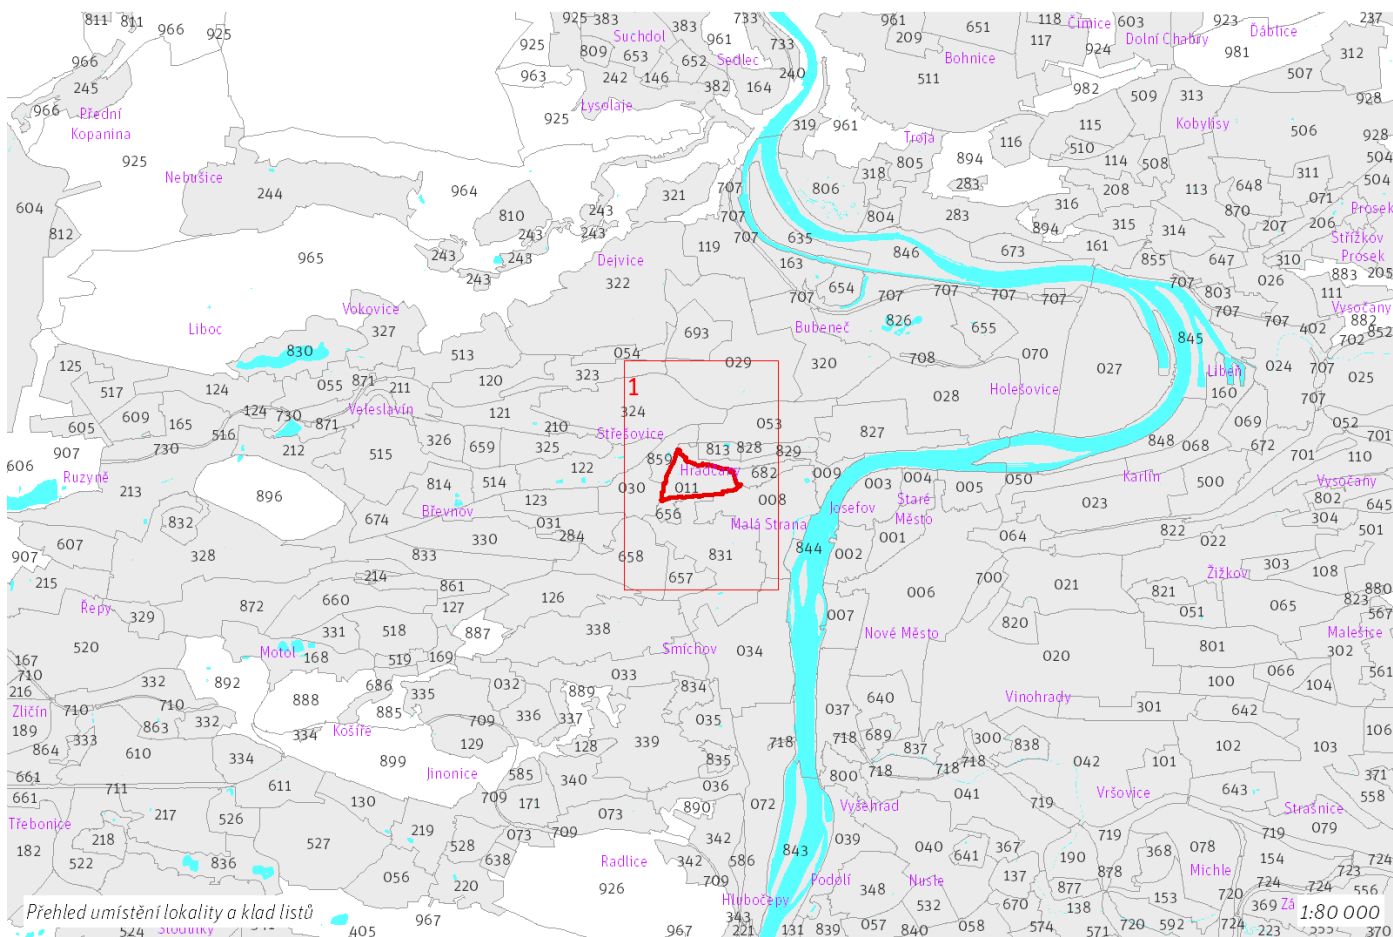 811 811 966 925 925 383 383 733 961 651 118 Čimice 603 923 237
Suchdol 961 209 117 924 Dolní Chabry Ďáblice
966 925 809 653 652 Sedlec 733 Bohnice 981 312
245 963 242 146 382 164 240 511 982 507
966 Přední Lysolaje 509 313 928
Kopanina 925 319 961 115 Kobylisy 506 928
925 Troja 116 510
Nebušice 805 894 114 508 504
244 964 321 707 806 318 283 208 113 648 311 504
604 810 243 707 804 283 316 870 071 Prosek
812 243 243 707 635 894 315 314 207 206 Střížkov
243 965 243 243 119 846 673 161 855 647 310 Prosek
Dejvice 163 026 883 205
322 654 707 803 111
707 707 707 707 707 707 Vysočany
Vokovice 826 882
Liboc 327 693 Bubeneč 655 845 707 402 852
830 513 054 708 070 702
125 029 320 027 Libeň 024 707
055 871 323 025
517 124 211 120 Holešovice 160
124 730 Veleslavín 121 324 028 707
609 165 871 210 053 069 052
605 516 Střešovice 827 848 068 672 701
907 730 212 515 326 659 325 813 828 829 701
606 859 Hradčany 009 Karlín 110
Ruzyně 122 682 004 050
213 896 814 514 030 011 003 Staré 005 500 Vysočany
Břevnov 123 008 Josefov Město 023 802 645
832 674 031 656 Malá Strana 001 304 501
607 330 284 064 822 022
907 328 833 658 831 844 002
215 214 657 700 021 Žižkov 303 108
872 861 126 006 821 880
Řepy 660 127 007 051 065 823 567
329 331 518 887 338 Nové Město 820 Malešice
520 Motol 801 302
168 519 169 Smíchov 034 020
167 892 033 066 561
710 332 686 032 834 100 104
216 888 335 889 640 Vinohrady
Zličín 710 710 885 336 337 035 037 301 642
189 863 332 709
333 334 Košíře 129 339 718 718 689 300 106
864 610 334 128 837 838 102 103
899 835 718 718 718 042 101
661 Jinonice 585 340 036 800 371
711 611 709 041 Vršovice 643 558
661 130 171 890 072 Vyšehrad 719
217 526 073 Strašnice
Třebonice 219 073 709 039 719 719 079
218 527 528 342 040 367 368 078
182 836 638 Radlice 342 586 843 641 190 154 724
522 056 220 926 709 Podolí Nusle 137 878 Michle 723
348 877 724 724 556
Hlubočepy 532 670 138 153 720 369
Přehled umístění lokality a klad listů 967 343 1:80 000
524 405 967 221 131 839 057 840 058 574 571 720 592 724 223 370
1